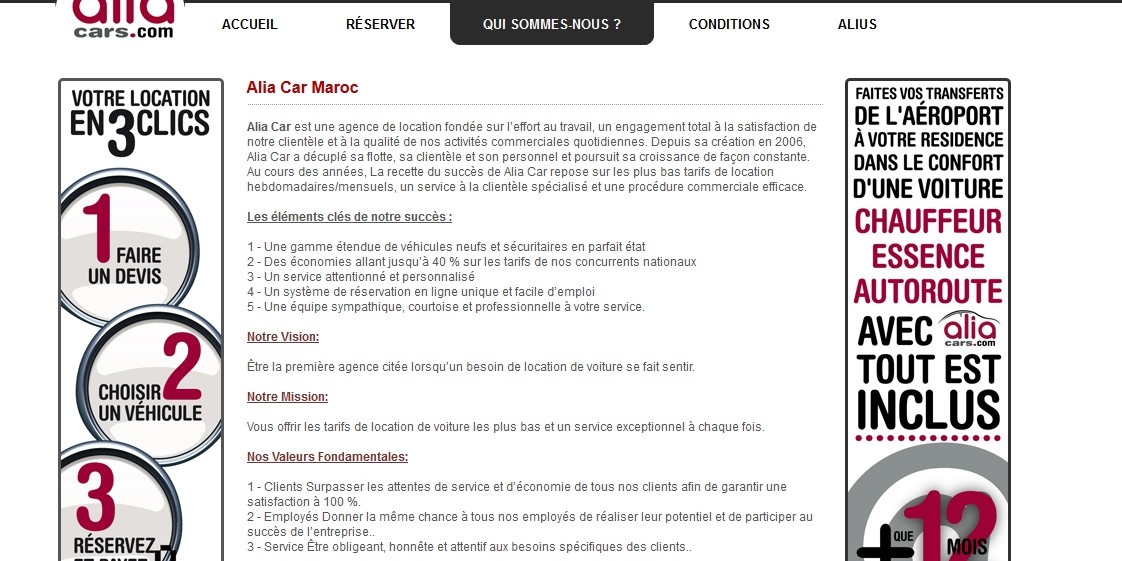 alia
cars.com
ACCUEIL
RÉSERVER
QUI SOMMES-NOUS ?
CONDITIONS
ALIUS
VOTRE LOCATION
EN 3 CLICS
1 FAIRE
UN DEVIS
CHOISIR 2
UN VÉHICULE
3
RÉSERVEZ
Alia Car Maroc
Alia Car est une agence de location fondée sur l’effort au travail, un engagement total à la satisfaction de
notre clientèle et à la qualité de nos activités commerciales quotidiennes. Depuis sa création en 2006,
Alia Car a décuplé sa flotte, sa clientèle et son personnel et poursuit sa croissance de façon constante.
Au cours des années, La recette du succès de Alia Car repose sur les plus bas tarifs de location
hebdomadaires/mensuels, un service à la clientèle spécialisé et une procédure commerciale efficace.
Les éléments clés de notre succès :
1 - Une gamme étendue de véhicules neufs et sécuritaires en parfait état
2 - Des économies allant jusqu’à 40 % sur les tarifs de nos concurrents nationaux
3 - Un service attentionné et personnalisé
4 - Un système de réservation en ligne unique et facile d’emploi
5 - Une équipe sympathique, courtoise et professionnelle à votre service.
Notre Vision:
Être la première agence citée lorsqu’un besoin de location de voiture se fait sentir.
Notre Mission:
Vous offrir les tarifs de location de voiture les plus bas et un service exceptionnel à chaque fois.
Nos Valeurs Fondamentales:
1 - Clients Surpasser les attentes de service et d’économie de tous nos clients afin de garantir une
satisfaction à 100 %.
2 - Employés Donner la même chance à tous nos employés de réaliser leur potentiel et de participer au
succès de l’entreprise..
3 - Service Être obligeant, honnête et attentif aux besoins spécifiques des clients..
FAITES VOS TRANSFERTS
DE L'AÉROPORT
À VOTRE RESIDENCE
DANS LE CONFORT
D'UNE VOITURE
CHAUFFEUR
ESSENCE
AUTOROUTE
AVEC alia
cars.com
TOUT EST
INCLUS
+ QUE 12 MOIS